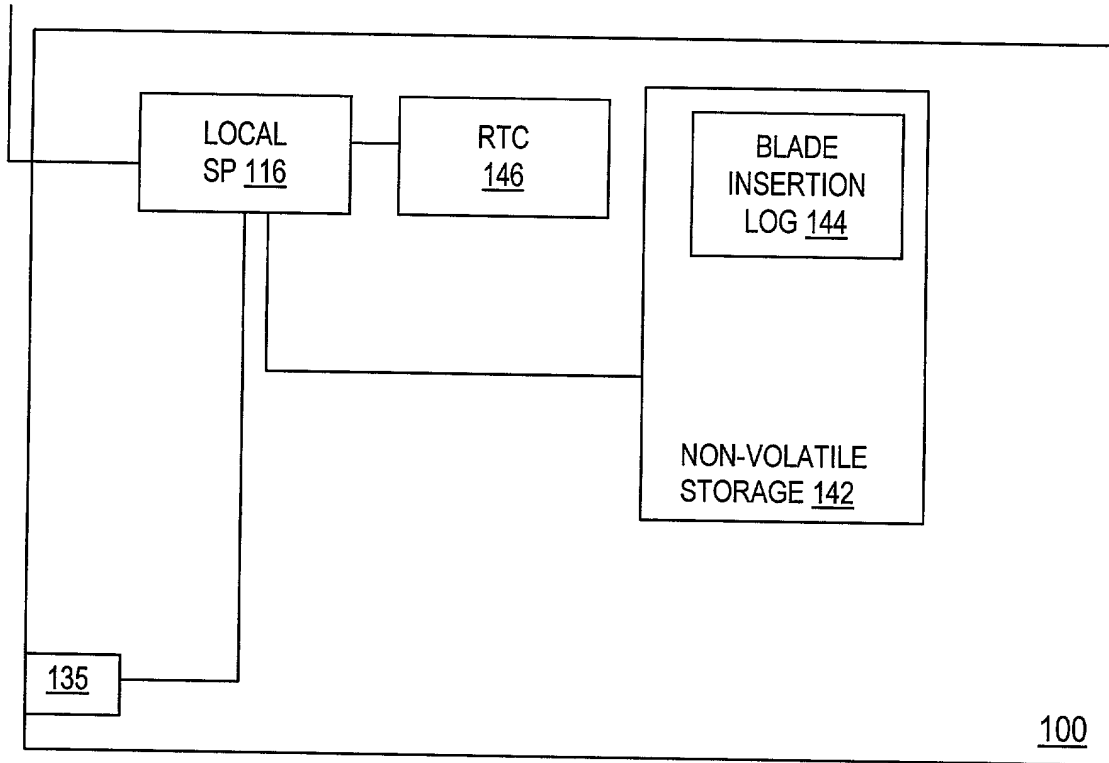 LOCAL
SP 116
RTC
146
BLADE
INSERTION
LOG 144
NON-VOLATILE
STORAGE 142
135
100